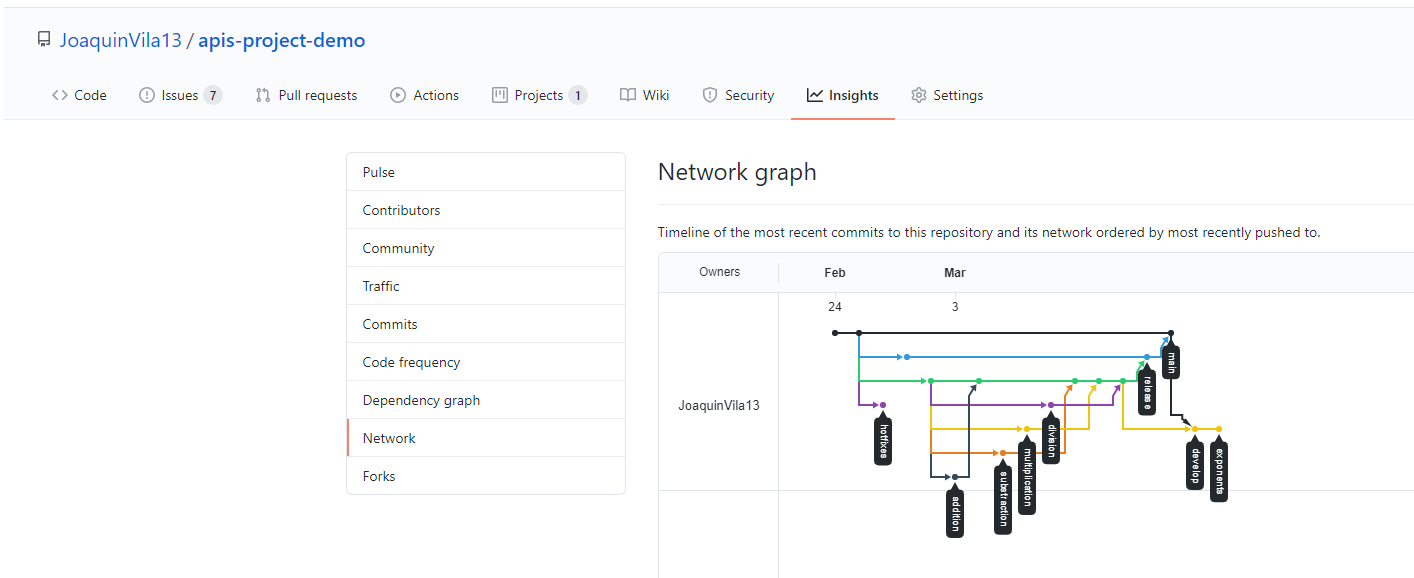 JoaquinVila13 / apis-project-demo
Code Issues 7 Pull requests Actions Projects 1 Wiki Security Insights Settings
Pulse
Contributors
Community
Traffic
Commits
Code frequency
Dependency graph
Network
Forks
Network graph
Timeline of the most recent commits to this repository and its network ordered by most recently pushed to.
Owners Feb Mar
24 3
JoaquinVila13
main
release
hotfixes
division
multiplication
substraction
addition
develop
exponents